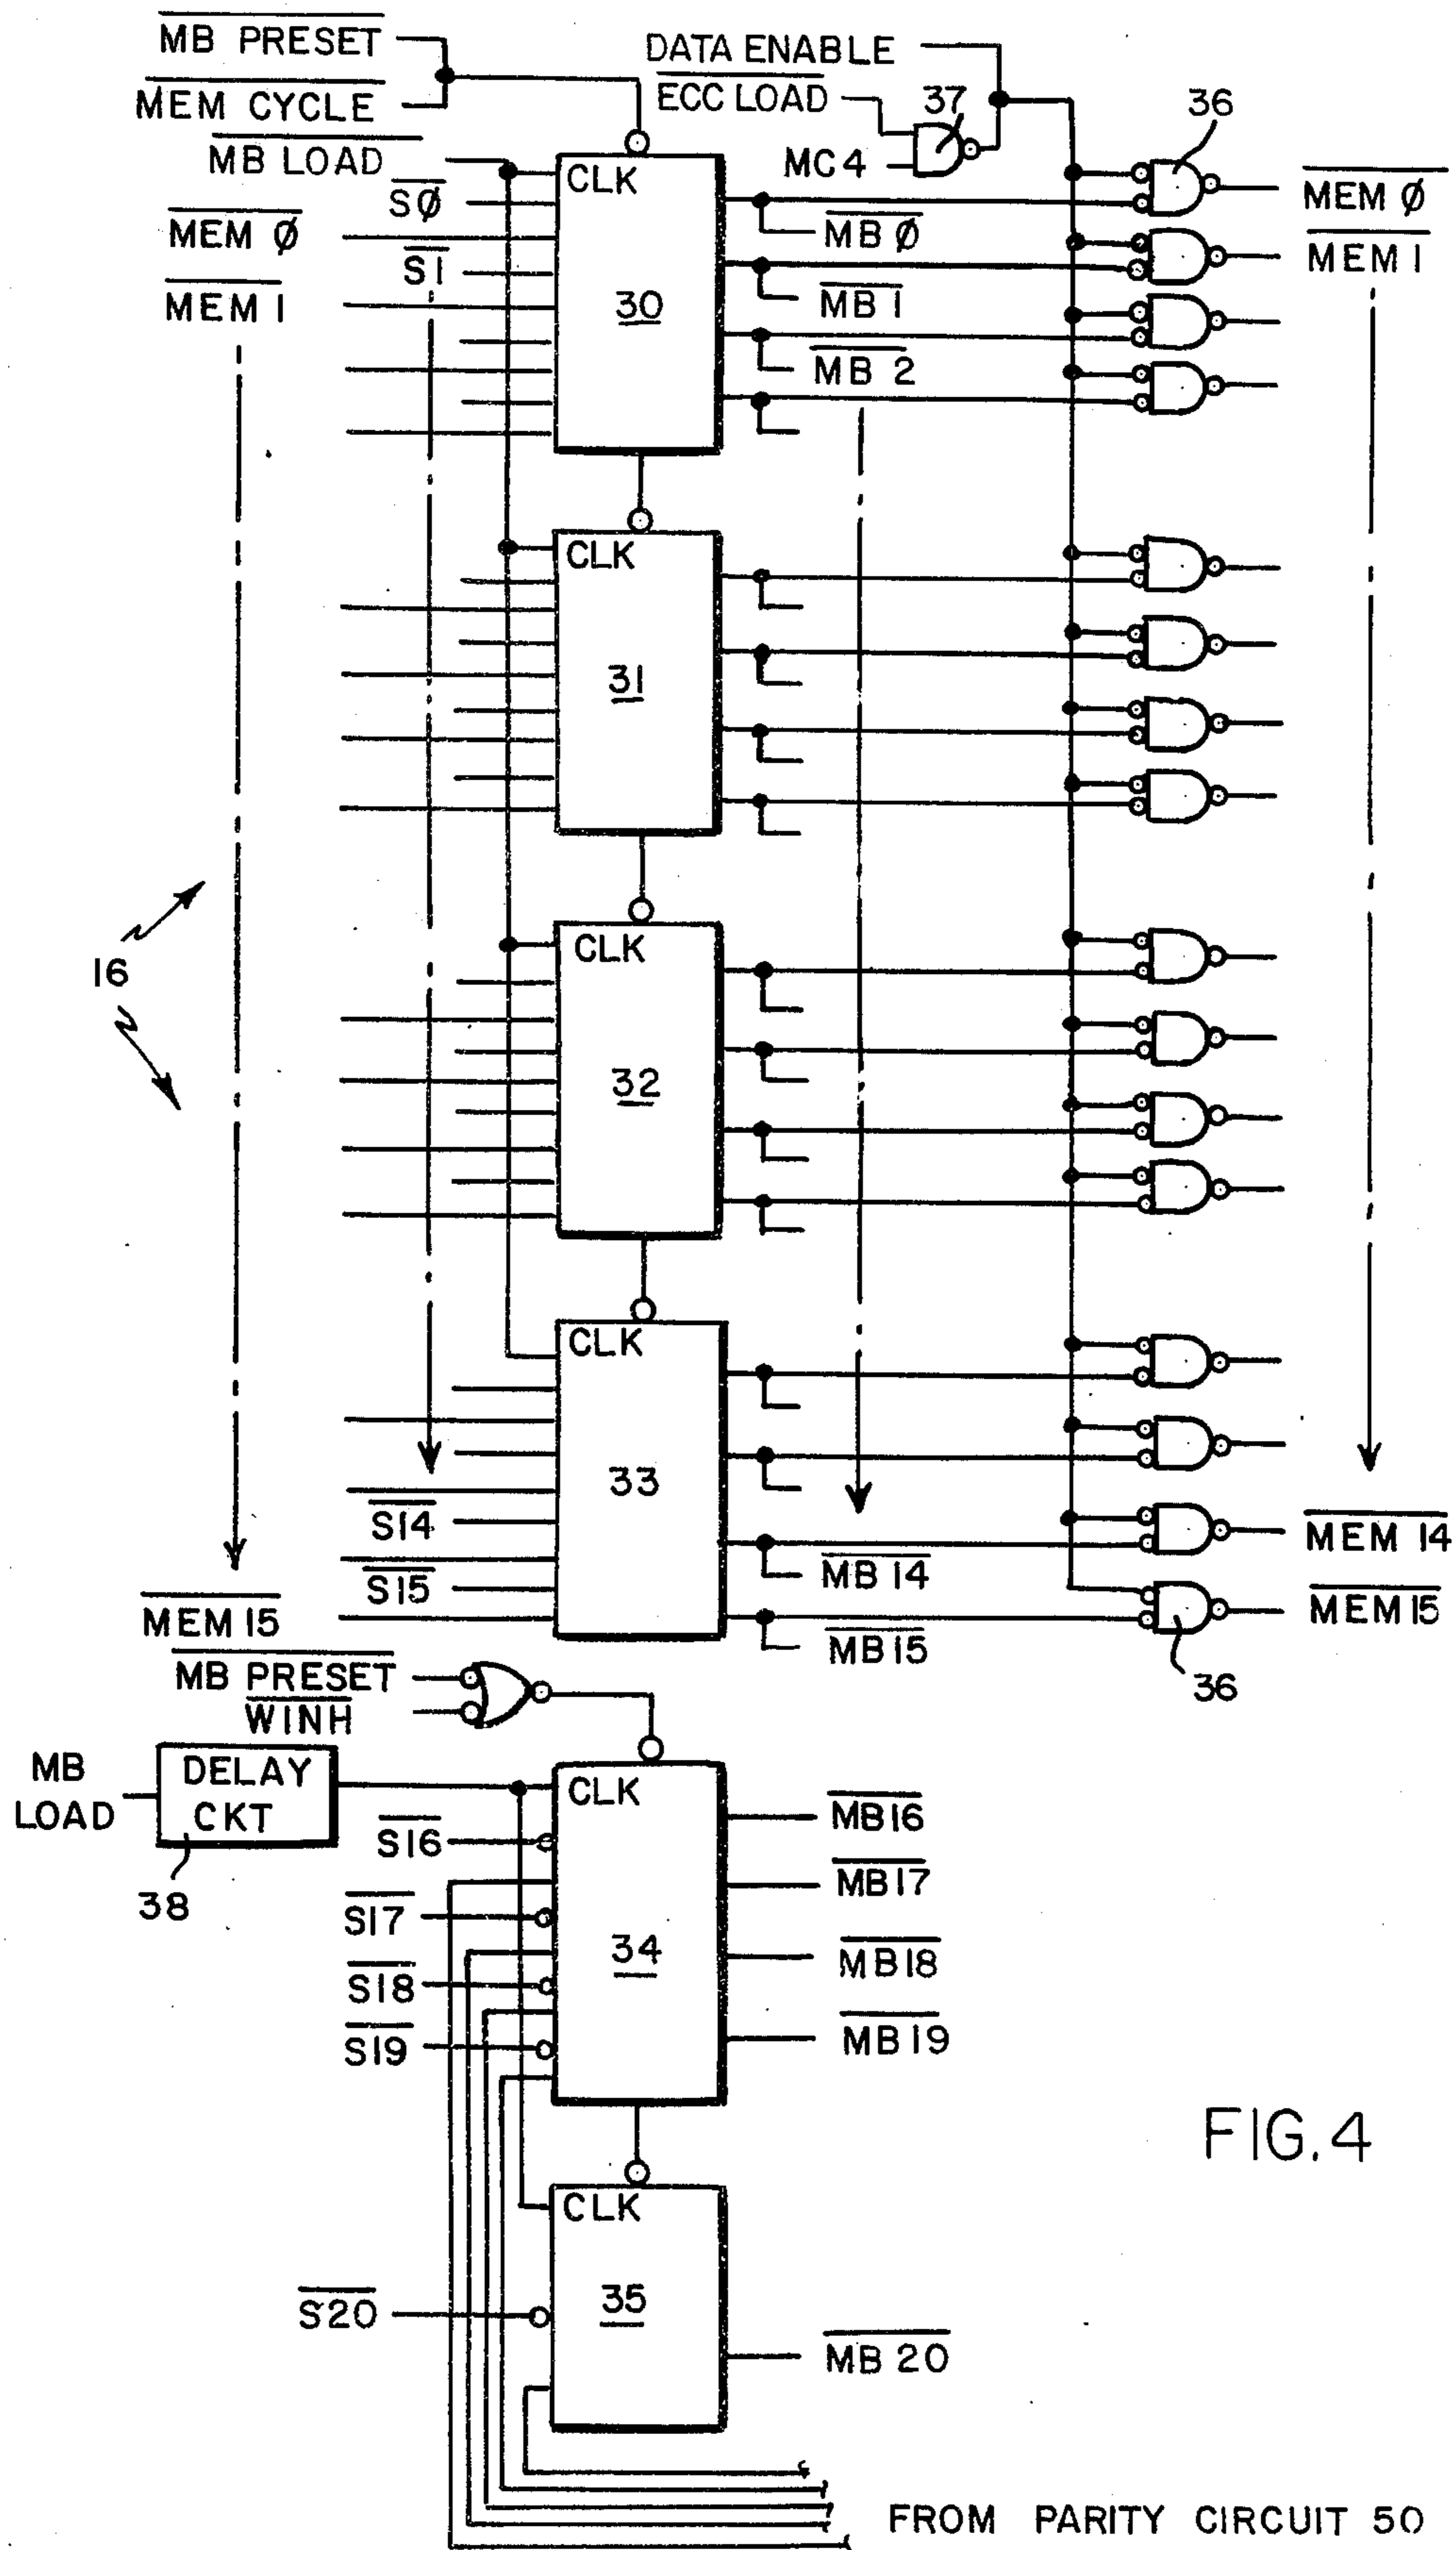 MB PRESET
MEM CYCLE
MB LOAD
DATA ENABLE
ECC LOAD
37
MC4
36
CLK
SØ
MEM Ø
S1
MEM 1
30
MB Ø
MB 1
MB 2
MEM Ø
MEM 1
CLK
31
16
CLK
32
CLK
33
S14
S15
MEM 15
MB 14
MB 15
MEM 14
MEM 15
36
MB PRESET
WINH
MB LOAD
DELAY
CKT
38
CLK
S16
S17
S18
S19
34
MB16
MB17
MB18
MB19
CLK
35
S20
MB 20
FIG. 4
FROM PARITY CIRCUIT 50